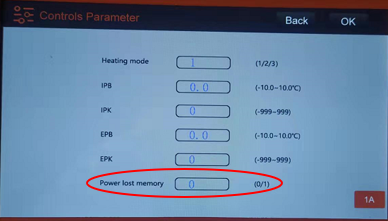 Controls Parameter Back OK
Heating mode 1 (1/2/3)
IPB 0,0 (-10.0~10.0℃)
IPK 0 (-999~999)
EPB 0,0 (-10.0~10.0℃)
EPK 0 (-999~999)
Power lost memory 0 (0/1)
1A